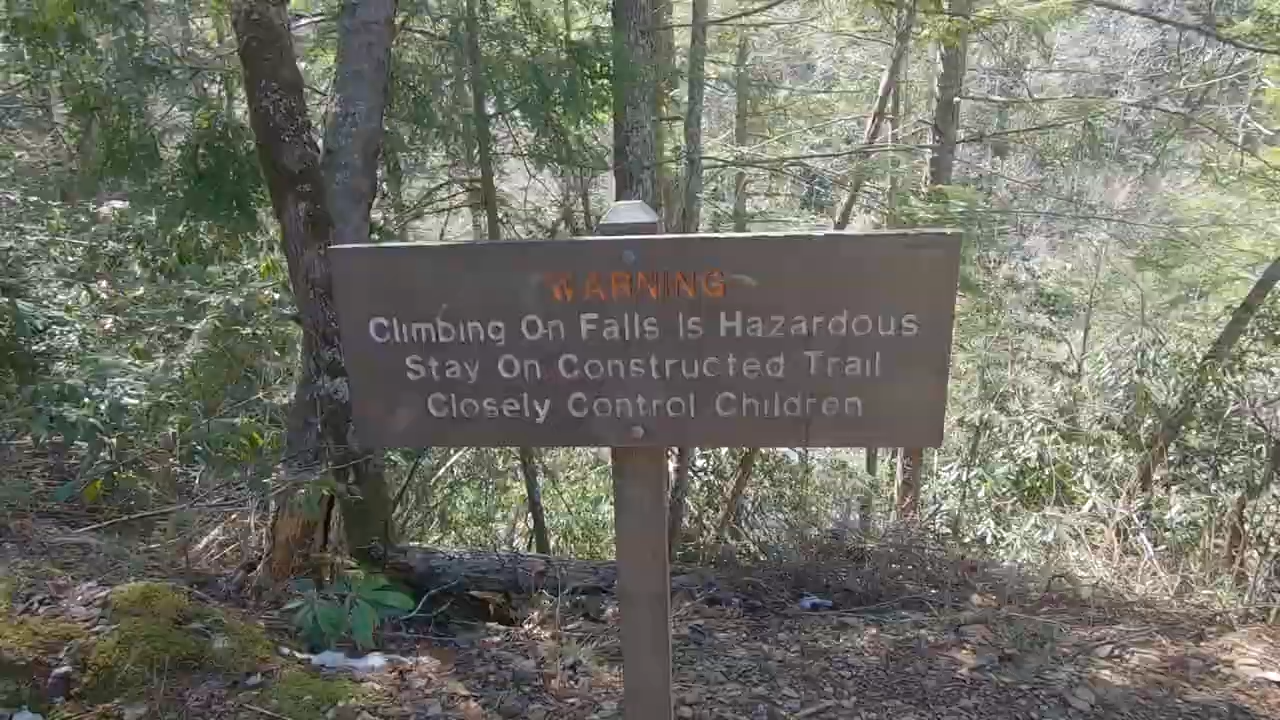 WARNING
Climbing On Falls Is Hazardous
Stay On Constructed Trail
Closely Control Children